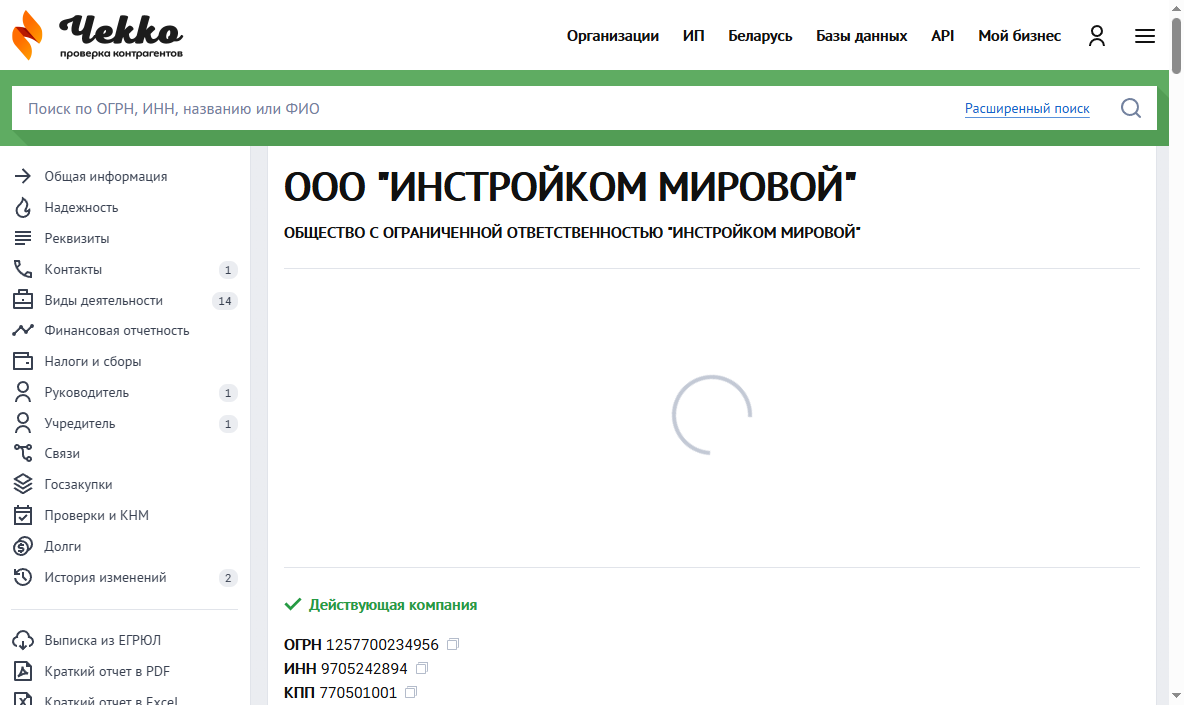 Чекко
проверка контрагентов
Организации ИП Беларусь Базы данных API Мой бизнес
Поиск по ОГРН, ИНН, названию или ФИО Расширенный поиск
Общая информация
Надежность
Реквизиты
Контакты 1
Виды деятельности 14
Финансовая отчетность
Налоги и сборы
Руководитель 1
Учредитель 1
Связи
Госзакупки
Проверки и КНМ
Долги
История изменений 2
Выписка из ЕГРЮЛ
Краткий отчет в PDF
Краткий отчет в Excel
ООО "ИНСТРОЙКОМ МИРОВОЙ"
ОБЩЕСТВО С ОГРАНИЧЕННОЙ ОТВЕТСТВЕННОСТЬЮ "ИНСТРОЙКОМ МИРОВОЙ"
Действующая компания
ОГРН 1257700234956
ИНН 9705242894
КПП 770501001